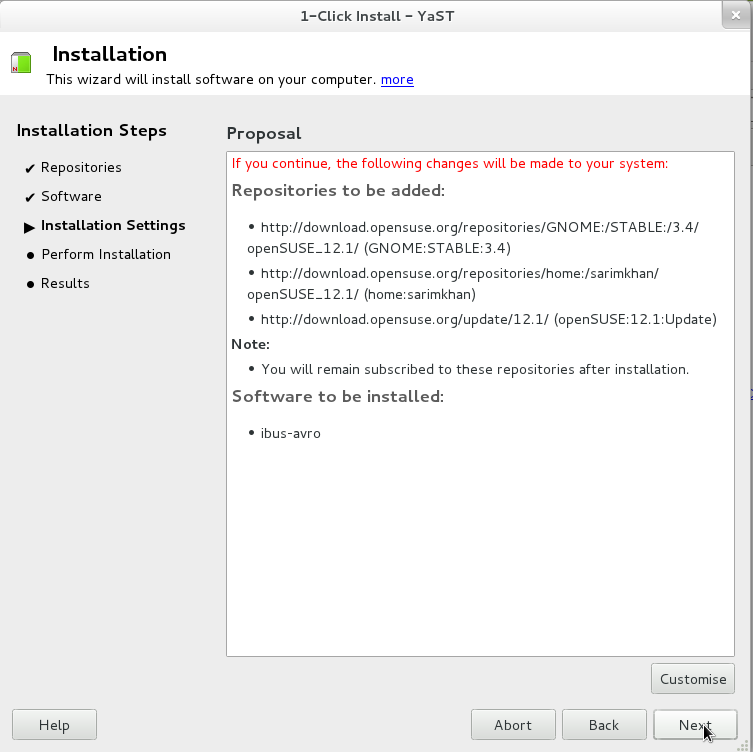 1-Click Install - YaST
Installation
This wizard will install software on your computer. more
Installation Steps
✔ Repositories
✔ Software
▶ Installation Settings
● Perform Installation
● Results
Proposal
If you continue, the following changes will be made to your system:
Repositories to be added:
• http://download.opensuse.org/repositories/GNOME:/STABLE:/3.4/
openSUSE_12.1/ (GNOME:STABLE:3.4)
• http://download.opensuse.org/repositories/home:/sarimkhan/
openSUSE_12.1/ (home:sarimkhan)
• http://download.opensuse.org/update/12.1/ (openSUSE:12.1:Update)
Note:
• You will remain subscribed to these repositories after installation.
Software to be installed:
• ibus-avro
Customise
Help
Abort
Back
Next